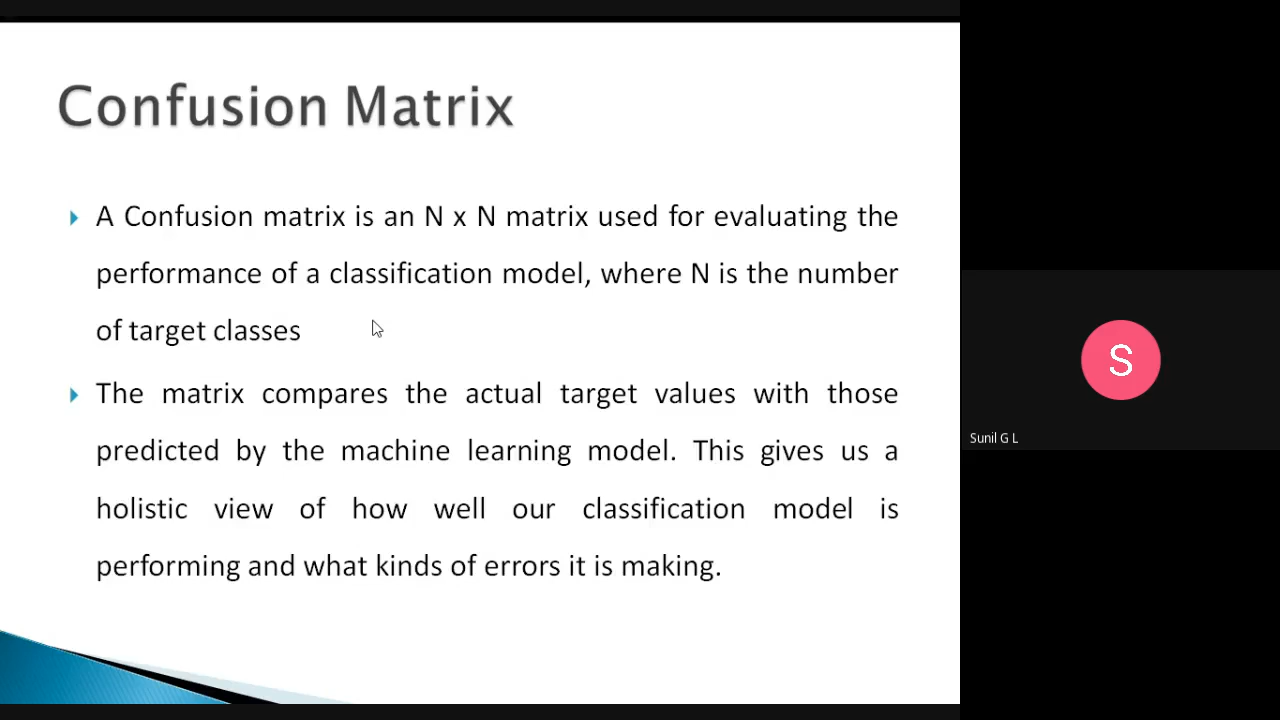 Confusion Matrix
A Confusion matrix is an N x N matrix used for evaluating the
performance of a classification model, where N is the number
of target classes
The matrix compares the actual target values with those
predicted by the machine learning model. This gives us a
holistic view of how well our classification model is
performing and what kinds of errors it is making.
S
Sunil G L